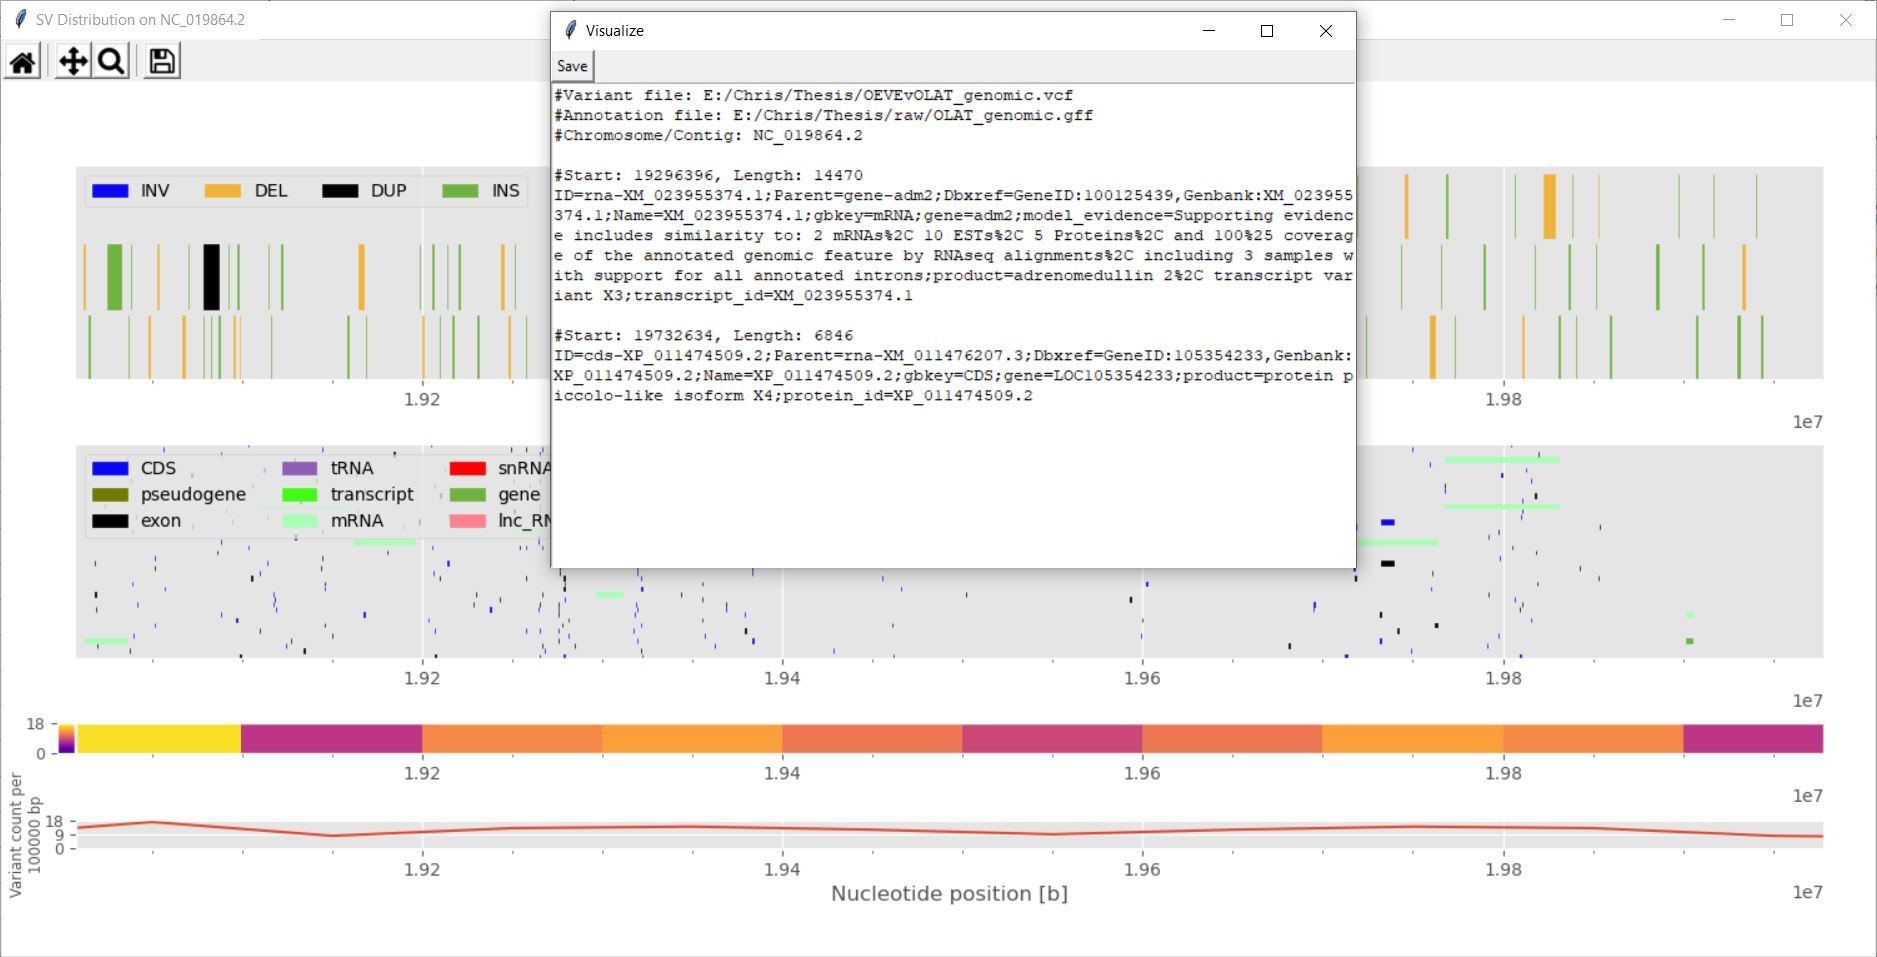 SV Distribution on NC_019864.2
Visualize
Save
#Variant file: E:/Chris/Thesis/OEVEvOLAT_genomic.vcf
#Annotation file: E:/Chris/Thesis/raw/OLAT_genomic.gff
#Chromosome/Contig: NC_019864.2
#Start: 19296396, Length: 14470
ID=rna-XM_023955374.1;Parent=gene-adm2;Dbxref=GeneID:100125439,Genbank:XM_023955
374.1;Name=XM_023955374.1;gbkey=mRNA;gene=adm2;model_evidence=Supporting evidenc
e includes similarity to: 2 mRNAs%2C 10 ESTs%2C 5 Proteins%2C and 100%25 coverag
e of the annotated genomic feature by RNAseq alignments%2C including 3 samples w
ith support for all annotated introns;product=adrenomedullin 2%2C transcript var
iant X3;transcript_id=XM_023955374.1
#Start: 19732634, Length: 6846
ID=cds-XP_011474509.2;Parent=rna-XM_011476207.3;Dbxref=GeneID:105354233,Genbank:
XP_011474509.2;Name=XP_011474509.2;gbkey=CDS;gene=LOC105354233;product=protein p
iccolo-like isoform X4;protein_id=XP_011474509.2
INV DEL DUP INS
1.92 1.98
1e7
CDS tRNA snRNA
pseudogene transcript gene
exon mRNA lnc_RN
1.92 1.94 1.96 1.98
1e7
18
0
1.92 1.94 1.96 1.98
1e7
Variant count per
100000 bp
18
9
0
1.92 1.94 1.96 1.98
Nucleotide position [b]
1e7